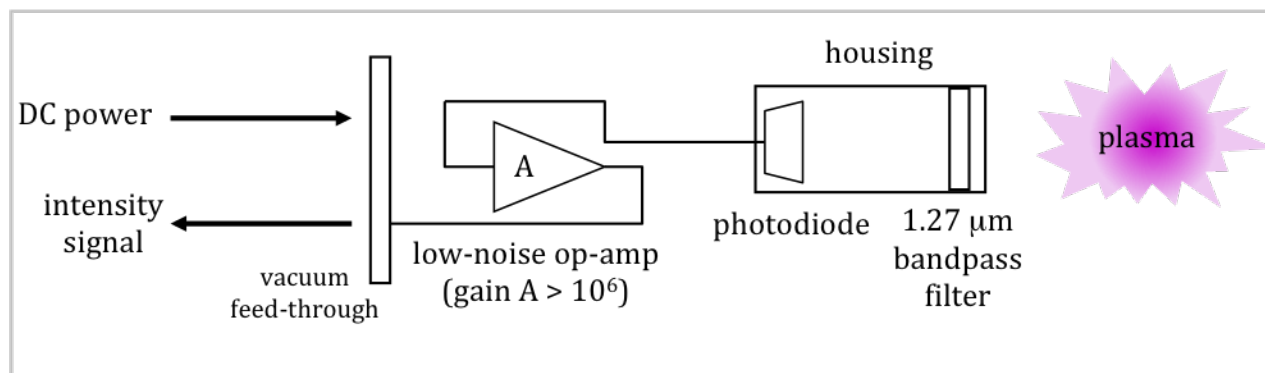 housing
DC power
A
plasma
intensity
signal
photodiode
1.27 μm
bandpass
filter
low-noise op-amp
(gain A > 10⁶)
vacuum
feed-through